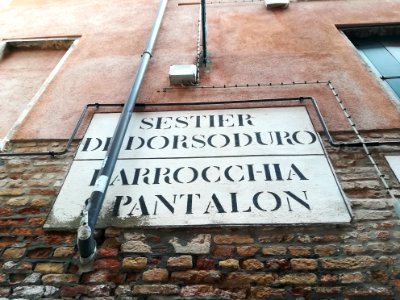 SESTIER
DE DORSODURO
PARROCCHIA
S PANTALON